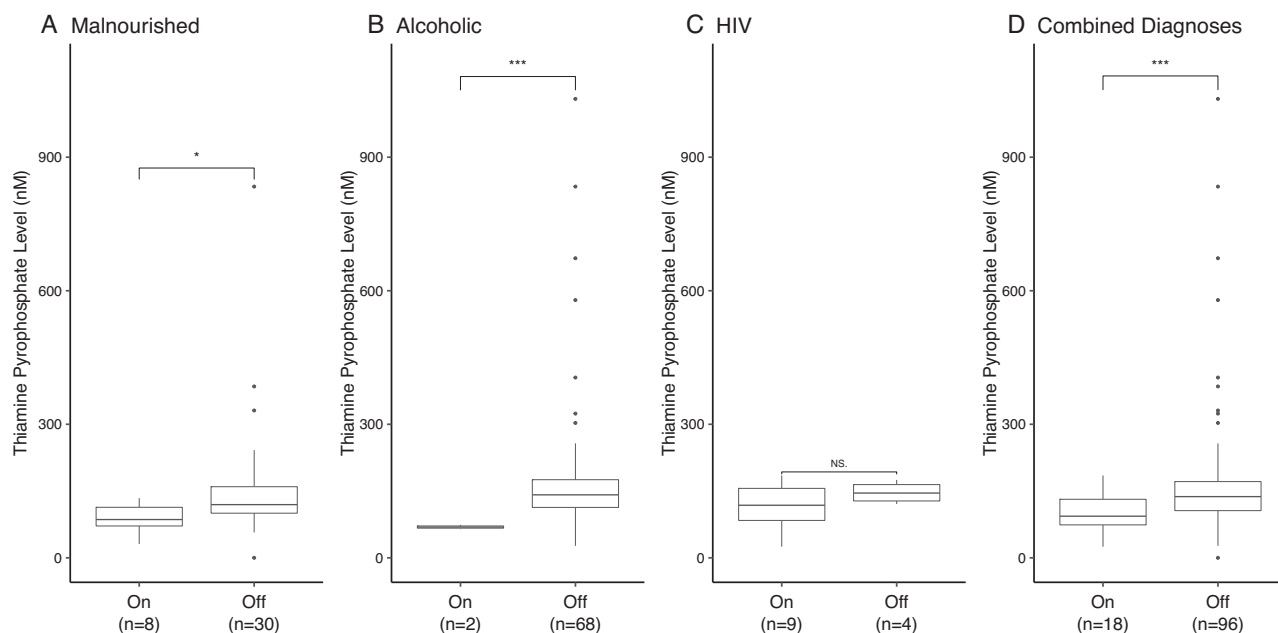 A Malnourished
Thiamine Pyrophosphate Level (nM)
900
600
300
0
*
On
(n=8)
Off
(n=30)
B Alcoholic
Thiamine Pyrophosphate Level (nM)
900
600
300
0
***
On
(n=2)
Off
(n=68)
C HIV
Thiamine Pyrophosphate Level (nM)
900
600
300
0
NS.
On
(n=9)
Off
(n=4)
D Combined Diagnoses
Thiamine Pyrophosphate Level (nM)
900
600
300
0
***
On
(n=18)
Off
(n=96)